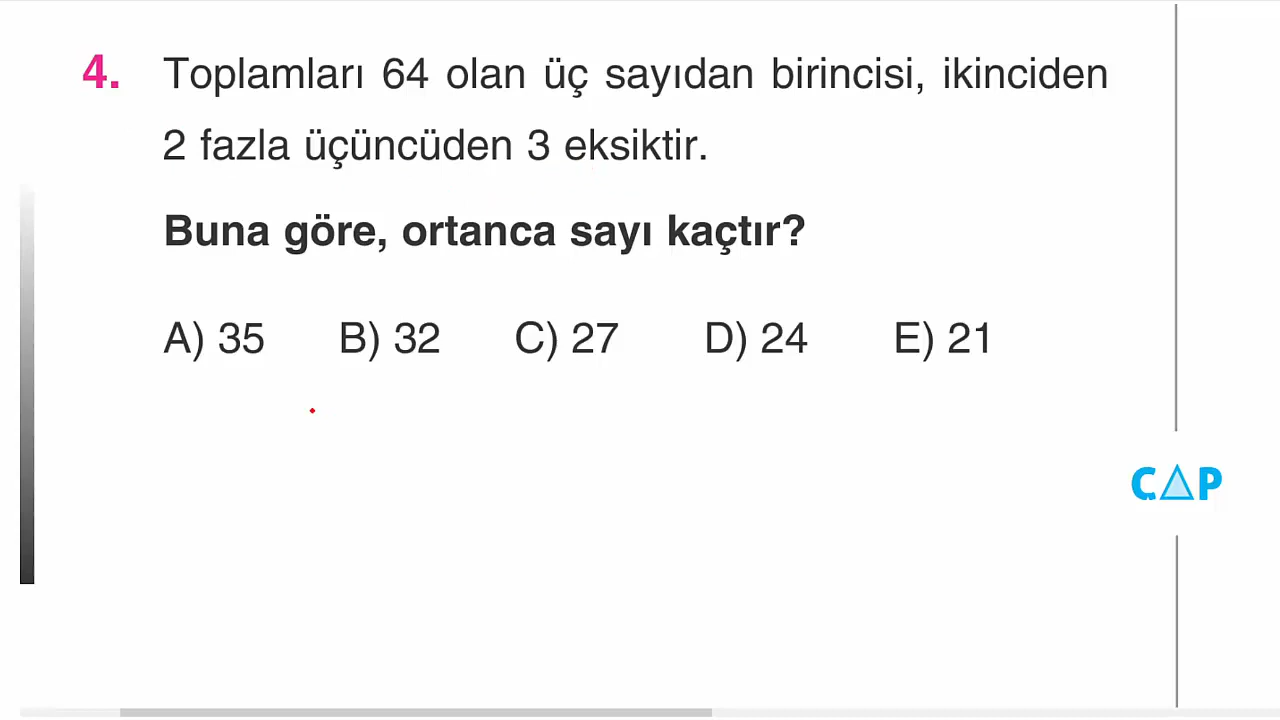 4. Toplamları 64 olan üç sayıdan birincisi, ikinciden
2 fazla üçüncüden 3 eksiktir.
Buna göre, ortanca sayı kaçtır?
A) 35 B) 32 C) 27 D) 24 E) 21
ÇAP